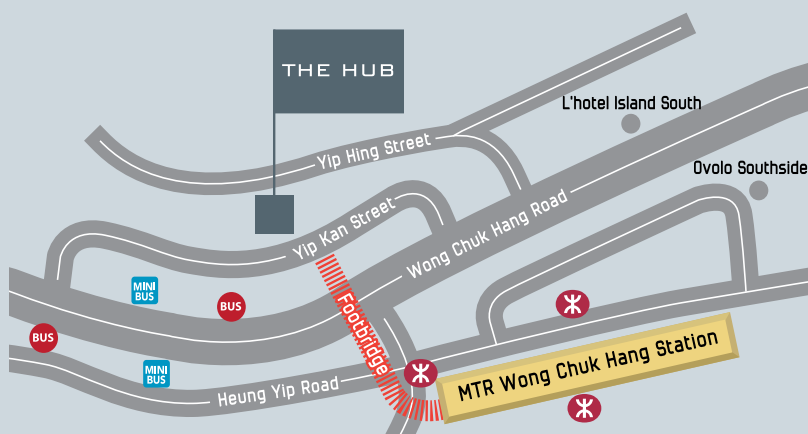 THE HUB
L'hotel Island South
Yip Hing Street
Ovolo Southside
Yip Kan Street
Wong Chuk Hang Road
MINI
BUS
BUS
Footbridge
BUS
MINI
BUS
MTR Wong Chuk Hang Station
Heung Yip Road